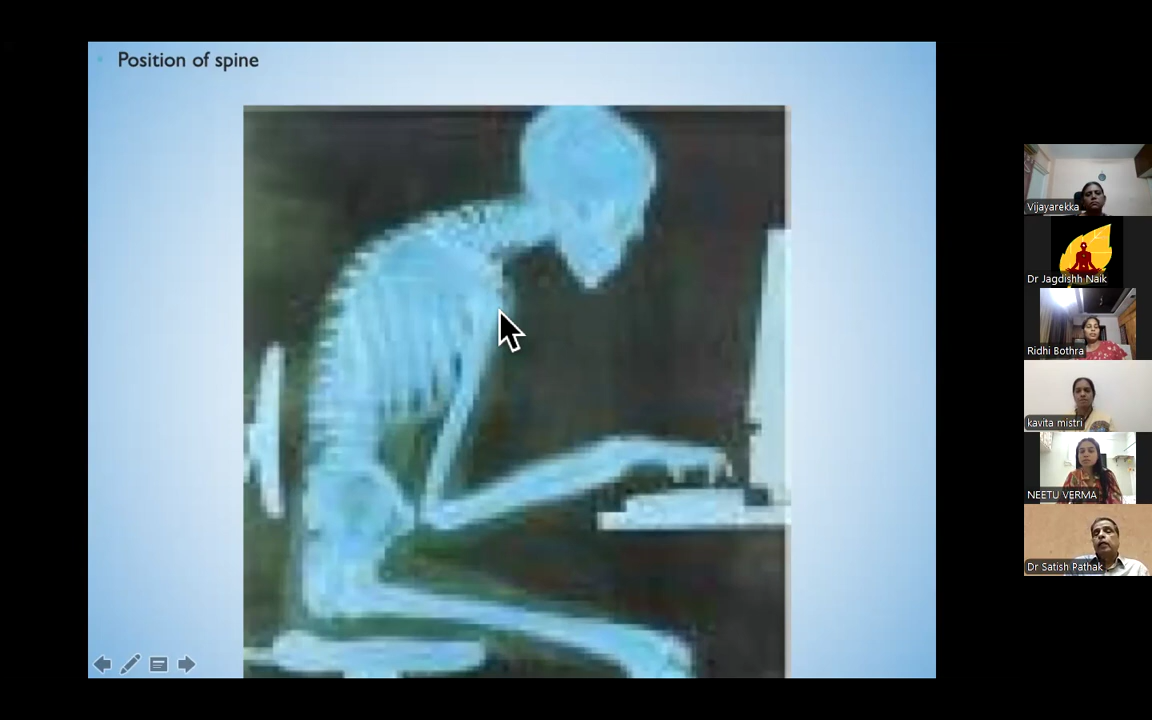 Position of spine
Vijayarekka
Dr Jagdishh Naik
Ridhi Bothra
kavita mistri
NEETU VERMA
Dr Satish Pathak